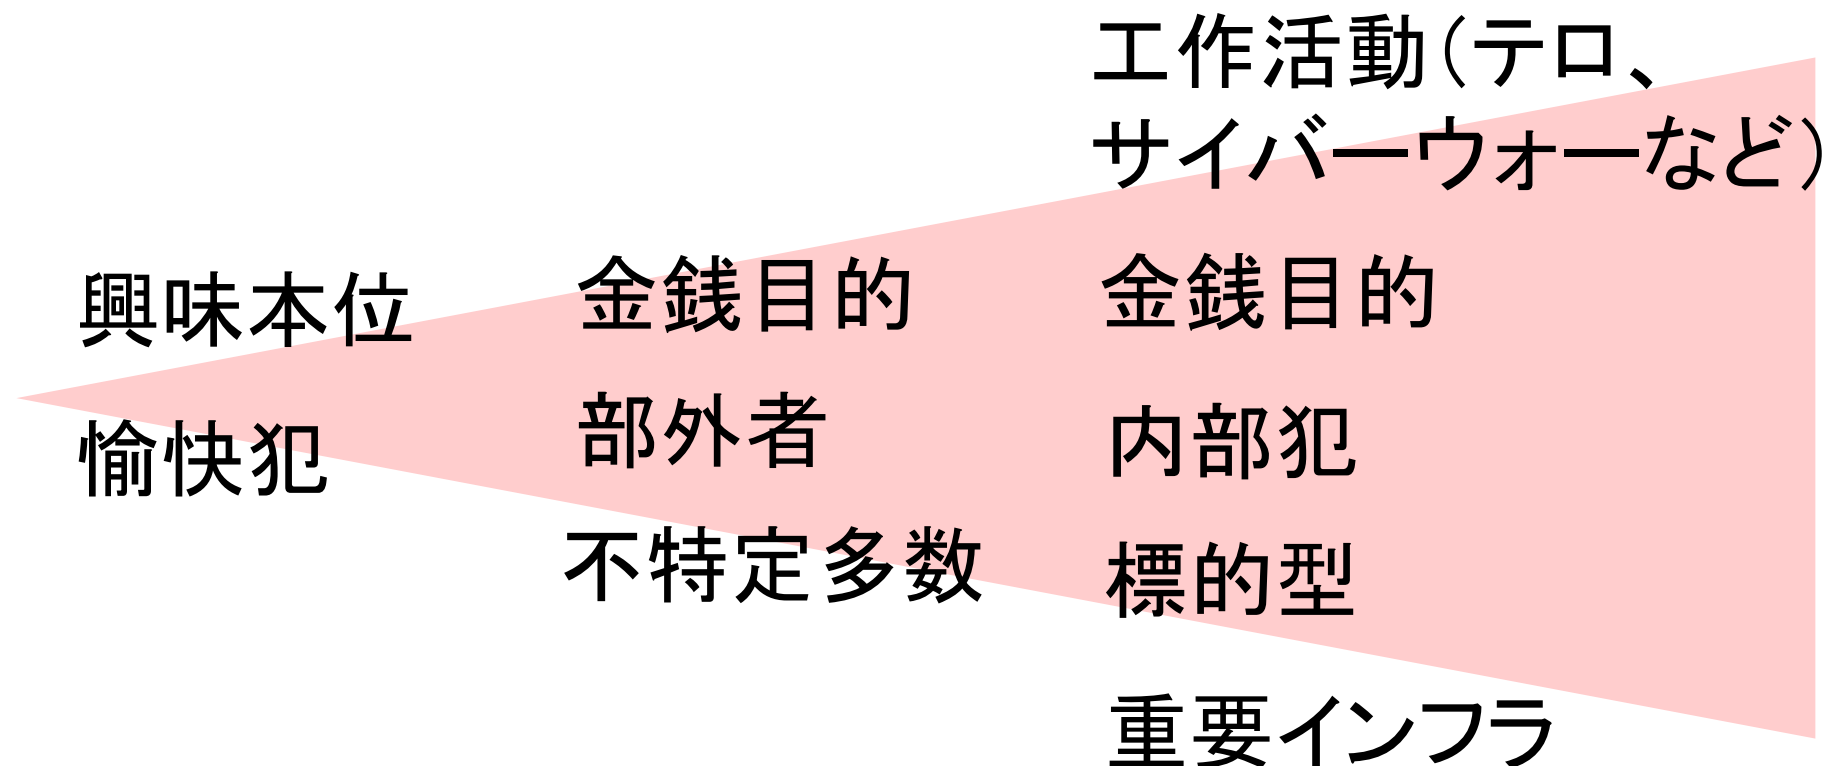 興味本位
愉快犯
金銭目的
部外者
不特定多数
工作活動（テロ、
サイバーウォーなど）
金銭目的
内部犯
標的型
重要インフラ